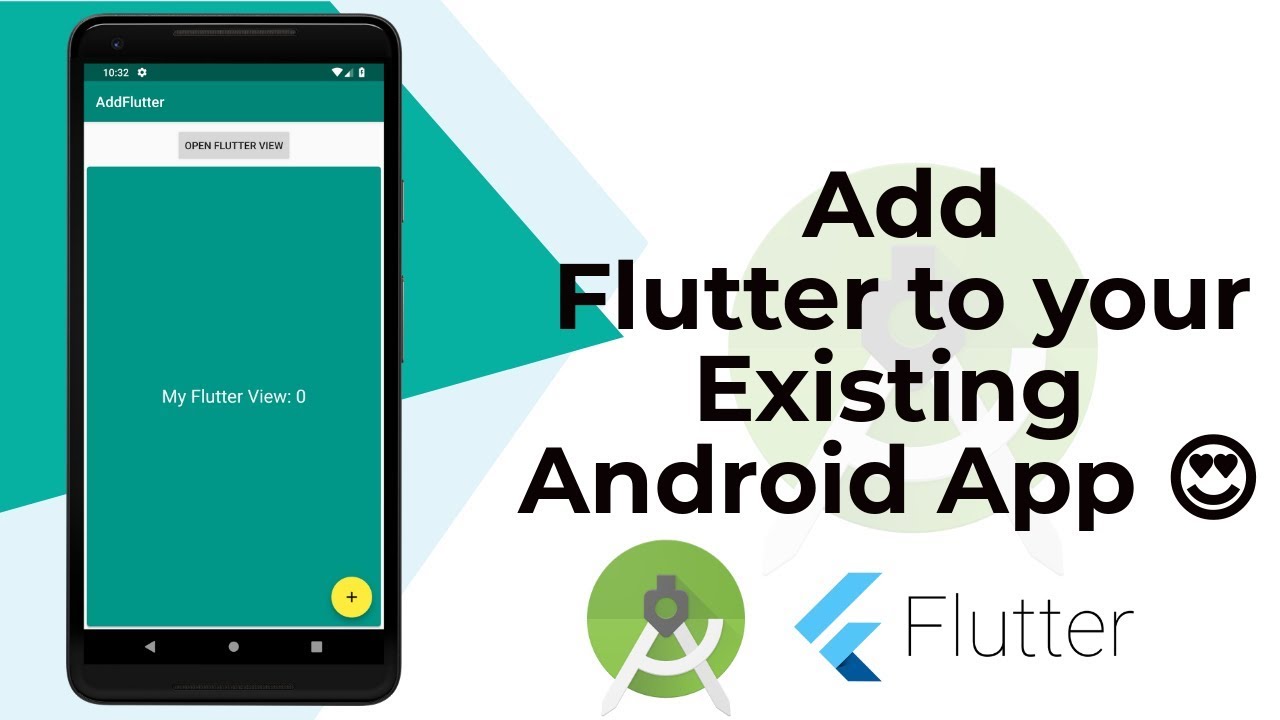 10:32
AddFlutter
OPEN FLUTTER VIEW
My Flutter View: 0
+
Add
Flutter to your
Existing
Android App 😍
Flutter